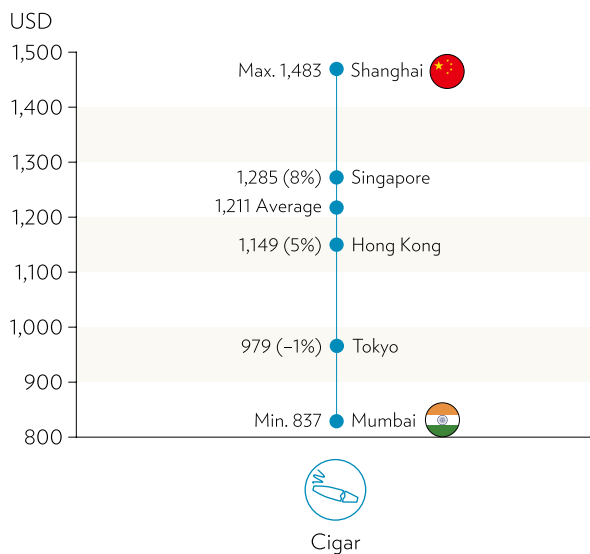 USD
1,500
Max. 1,483 Shanghai
1,400
1,300
1,285 (8%) Singapore
1,211 Average
1,200
1,149 (5%) Hong Kong
1,100
1,000
979 (–1%) Tokyo
900
Min. 837 Mumbai
800
Cigar